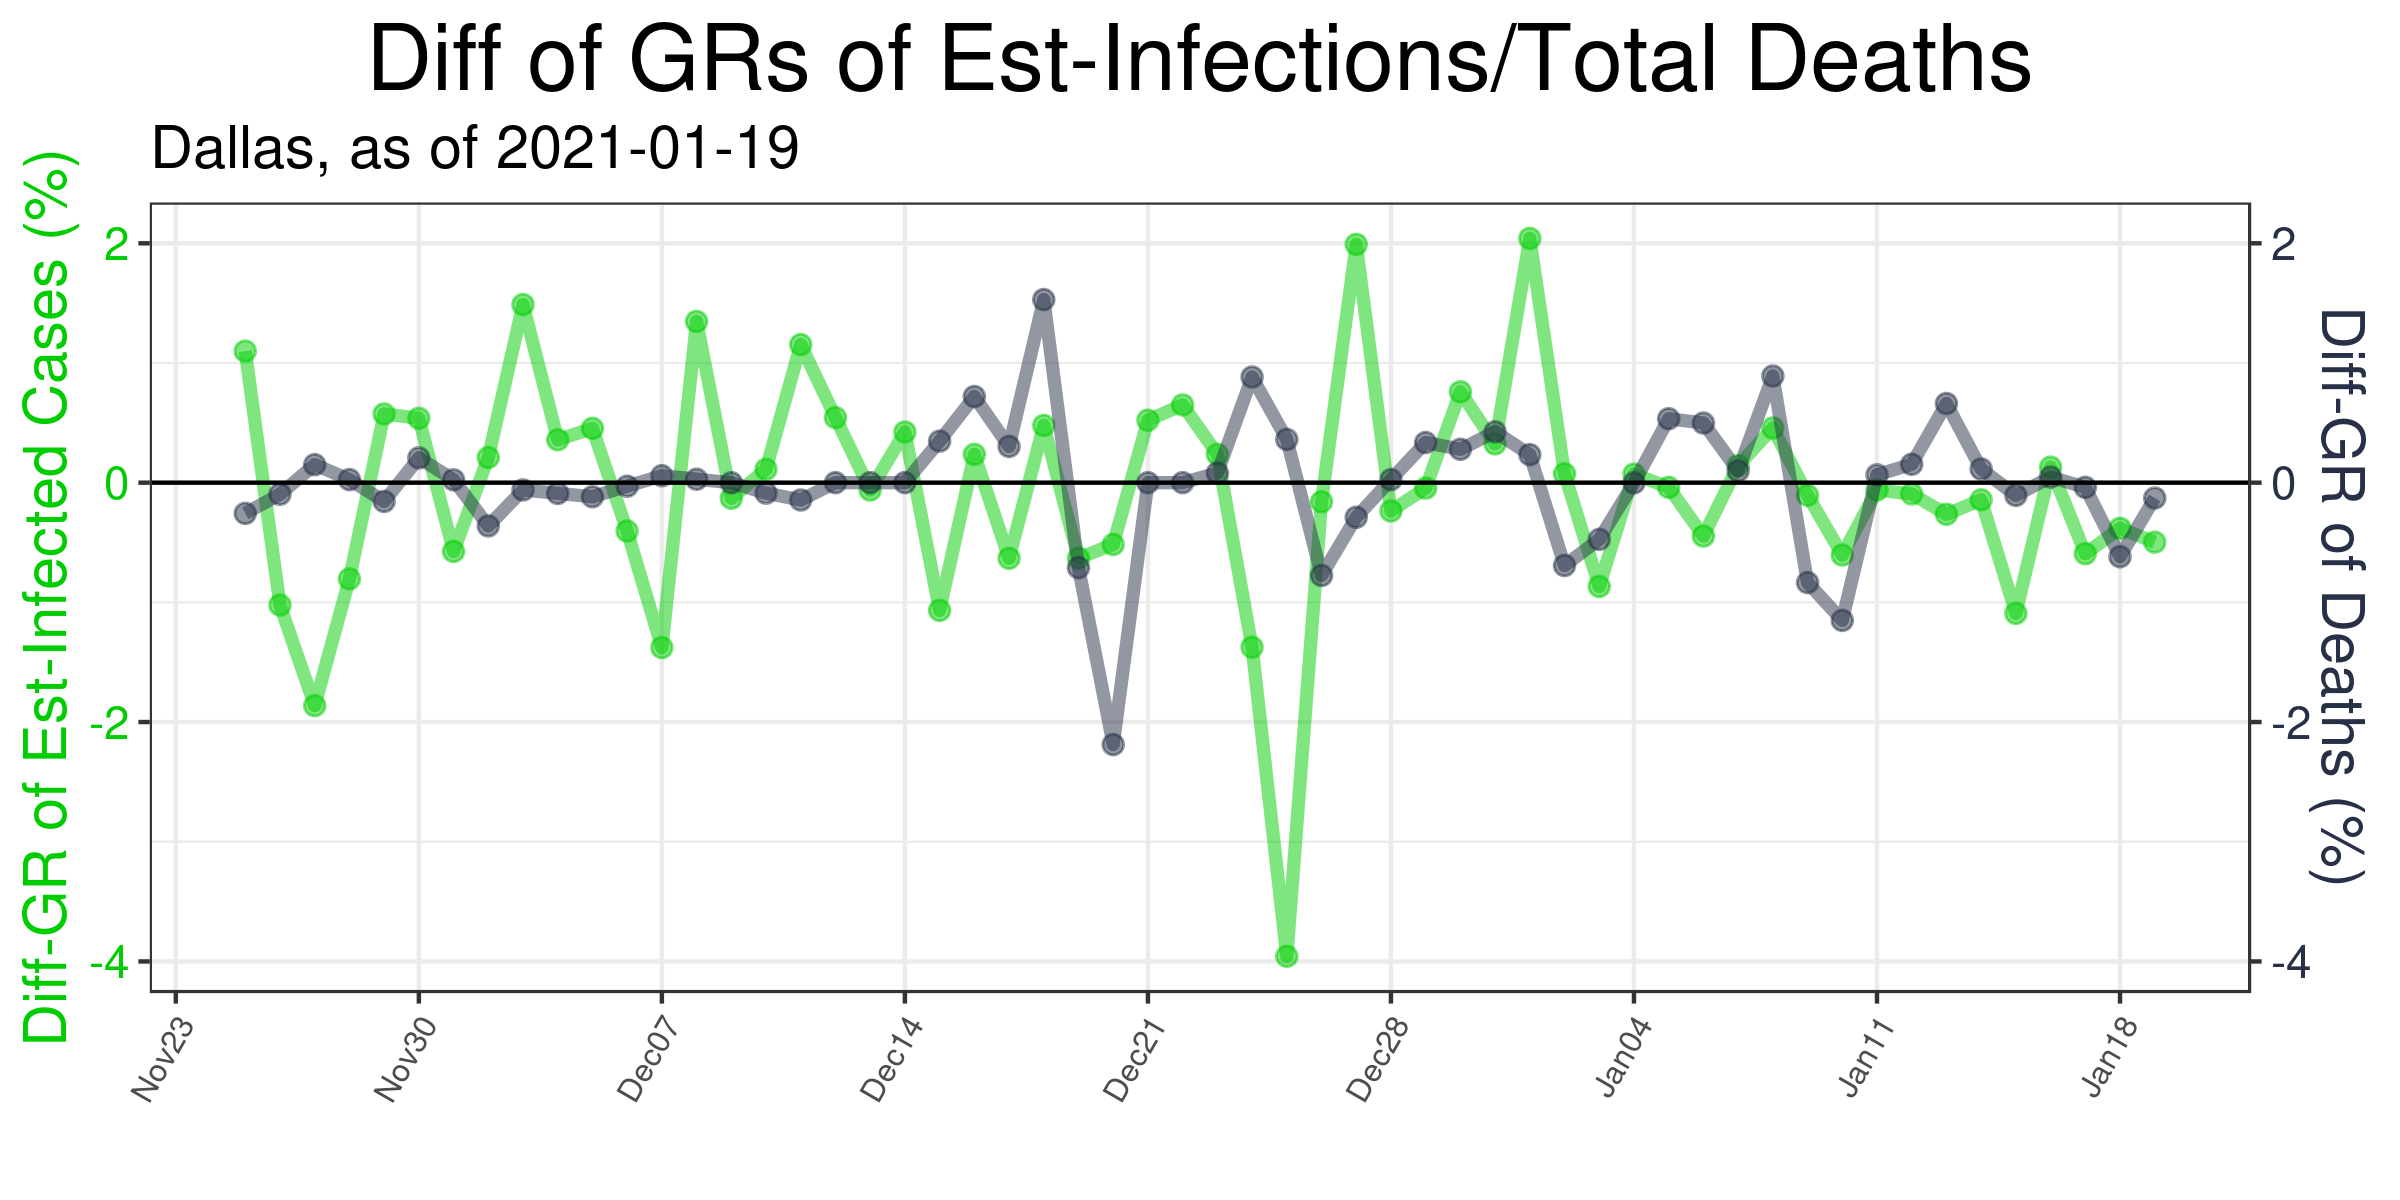 Diff of GRs of Est-Infections/Total Deaths
Dallas, as of 2021-01-19
Diff-GR of Est-Infected Cases (%)
2
0
-2
-4
2
0
-2
-4
Diff-GR of Deaths (%)
Nov23
Nov30
Dec07
Dec14
Dec21
Dec28
Jan04
Jan11
Jan18